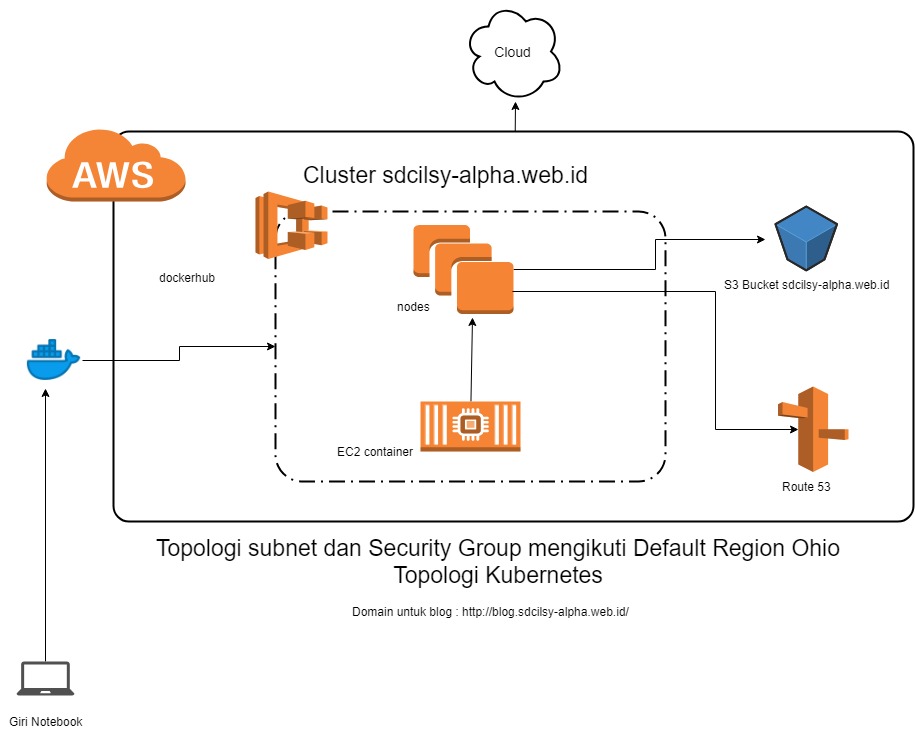 Cloud
AWS
Cluster sdcilsy-alpha.web.id
dockerhub
nodes
S3 Bucket sdcilsy-alpha.web.id
EC2 container
Route 53
Topologi subnet dan Security Group mengikuti Default Region Ohio
Topologi Kubernetes
Domain untuk blog : http://blog.sdcilsy-alpha.web.id/
Giri Notebook